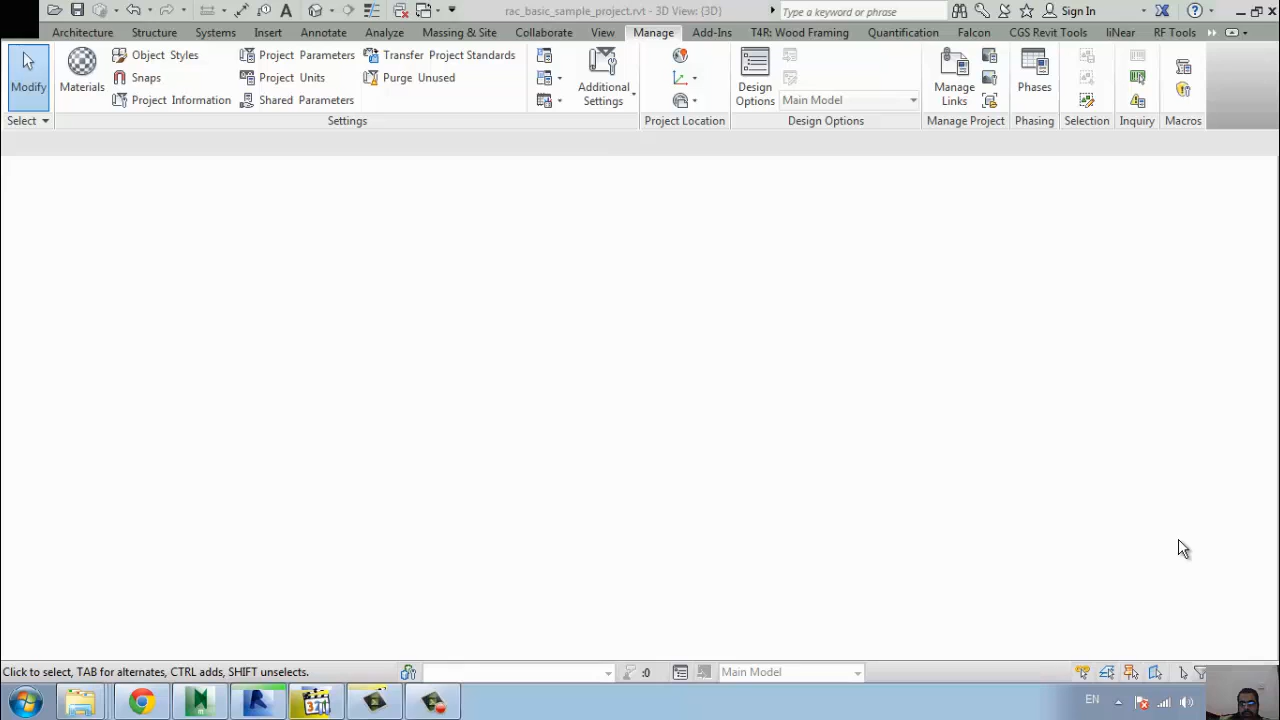 rac_basic_sample_project.rvt - 3D View: {3D}
Type a keyword or phrase
Sign In
Architecture Structure Systems Insert Annotate Analyze Massing & Site Collaborate View Manage Add-Ins T4R: Wood Framing Quantification Falcon CGS Revit Tools liNear RF Tools
Modify
Materials
Object Styles
Snaps
Project Information
Project Parameters
Project Units
Shared Parameters
Transfer Project Standards
Purge Unused
Additional
Settings
Design
Options
Main Model
Manage
Links
Phases
Select Settings Project Location Design Options Manage Project Phasing Selection Inquiry Macros
Click to select, TAB for alternates, CTRL adds, SHIFT unselects.
:0
Main Model
321
EN